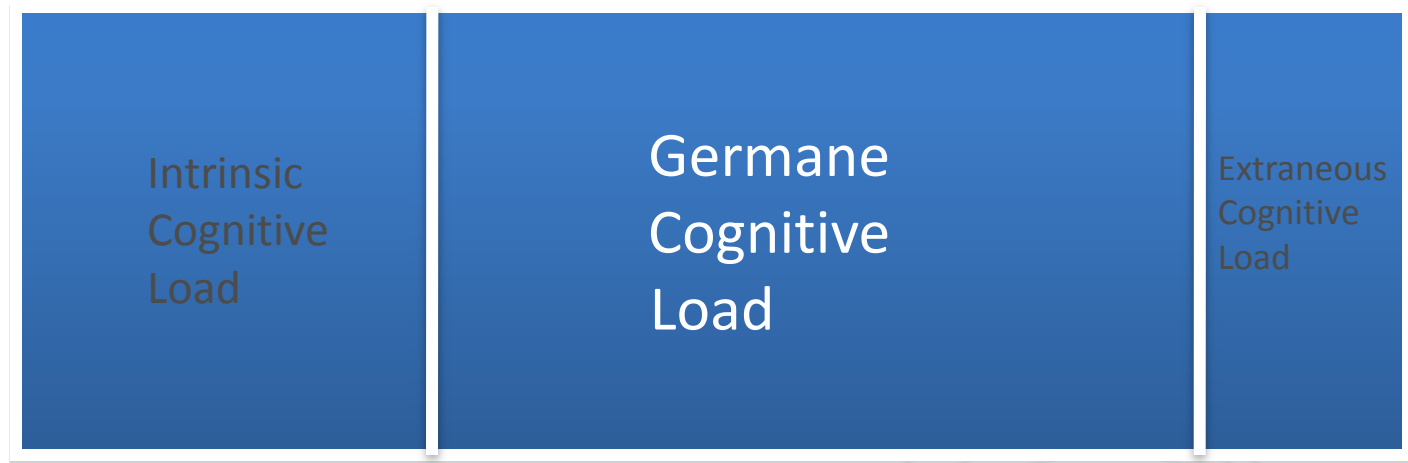 Intrinsic
Cognitive
Load
Germane
Cognitive
Load
Extraneous
Cognitive
Load